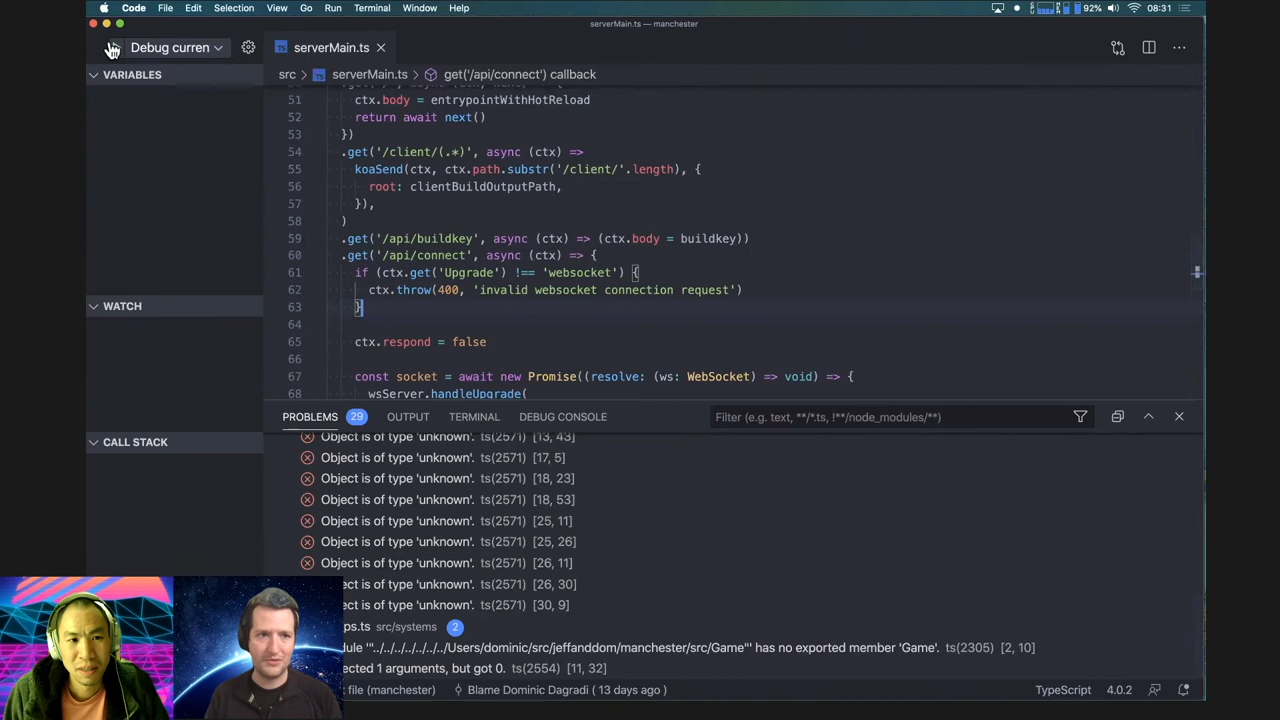 Code File Edit Selection View Go Run Terminal Window Help 92% 08:31
serverMain.ts — manchester
Debug curren
TS serverMain.ts
src › TS serverMain.ts › get('/api/connect') callback
VARIABLES
WATCH
CALL STACK
51 ctx.body = entrypointWithHotReload
52 return await next()
53 })
54 .get('/client/(.*)', async (ctx) =>
55 koaSend(ctx, ctx.path.substr('/client/'.length), {
56 root: clientBuildOutputPath,
57 }),
58 )
59 .get('/api/buildkey', async (ctx) => (ctx.body = buildkey))
60 .get('/api/connect', async (ctx) => {
61 if (ctx.get('Upgrade') !== 'websocket') {
62 ctx.throw(400, 'invalid websocket connection request')
63 }
64
65 ctx.respond = false
66
67 const socket = await new Promise((resolve: (ws: WebSocket) => void) => {
68 wsServer.handleUpgrade(
PROBLEMS 29 OUTPUT TERMINAL DEBUG CONSOLE Filter (e.g. text, **/*.ts, !**/node_modules/**)
Object is of type 'unknown'. ts(2571) [13, 43]
Object is of type 'unknown'. ts(2571) [17, 5]
Object is of type 'unknown'. ts(2571) [18, 23]
Object is of type 'unknown'. ts(2571) [18, 53]
Object is of type 'unknown'. ts(2571) [25, 11]
Object is of type 'unknown'. ts(2571) [25, 26]
Object is of type 'unknown'. ts(2571) [26, 11]
Object is of type 'unknown'. ts(2571) [26, 30]
Object is of type 'unknown'. ts(2571) [30, 9]
ps.ts src/systems 2
dule '"../../../../../../Users/dominic/src/jeffanddom/manchester/src/Game"' has no exported member 'Game'. ts(2305) [2, 10]
ected 1 arguments, but got 0. ts(2554) [11, 32]
t file (manchester) Blame Dominic Dagradi ( 13 days ago ) TypeScript 4.0.2